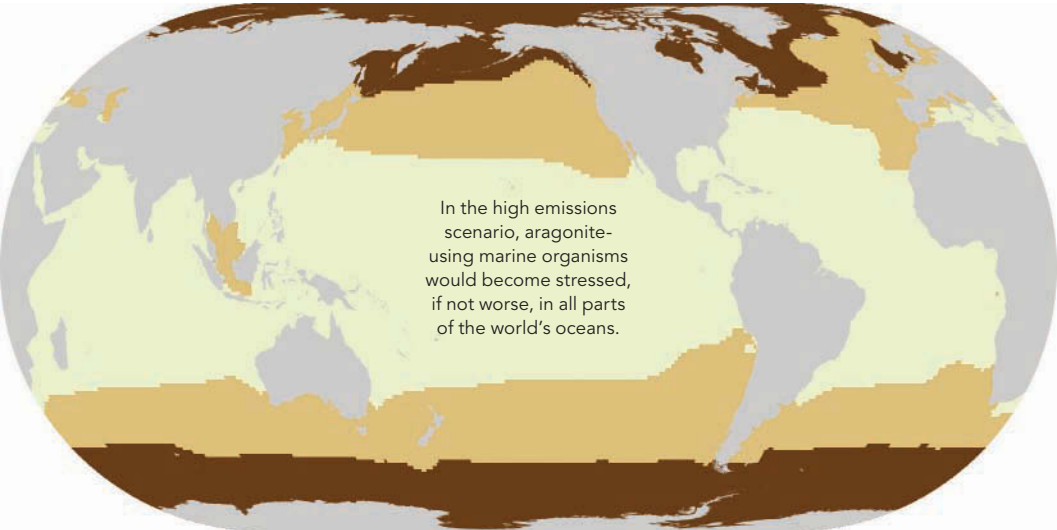 In the high emissions
scenario, aragonite-
using marine organisms
would become stressed,
if not worse, in all parts
of the world's oceans.